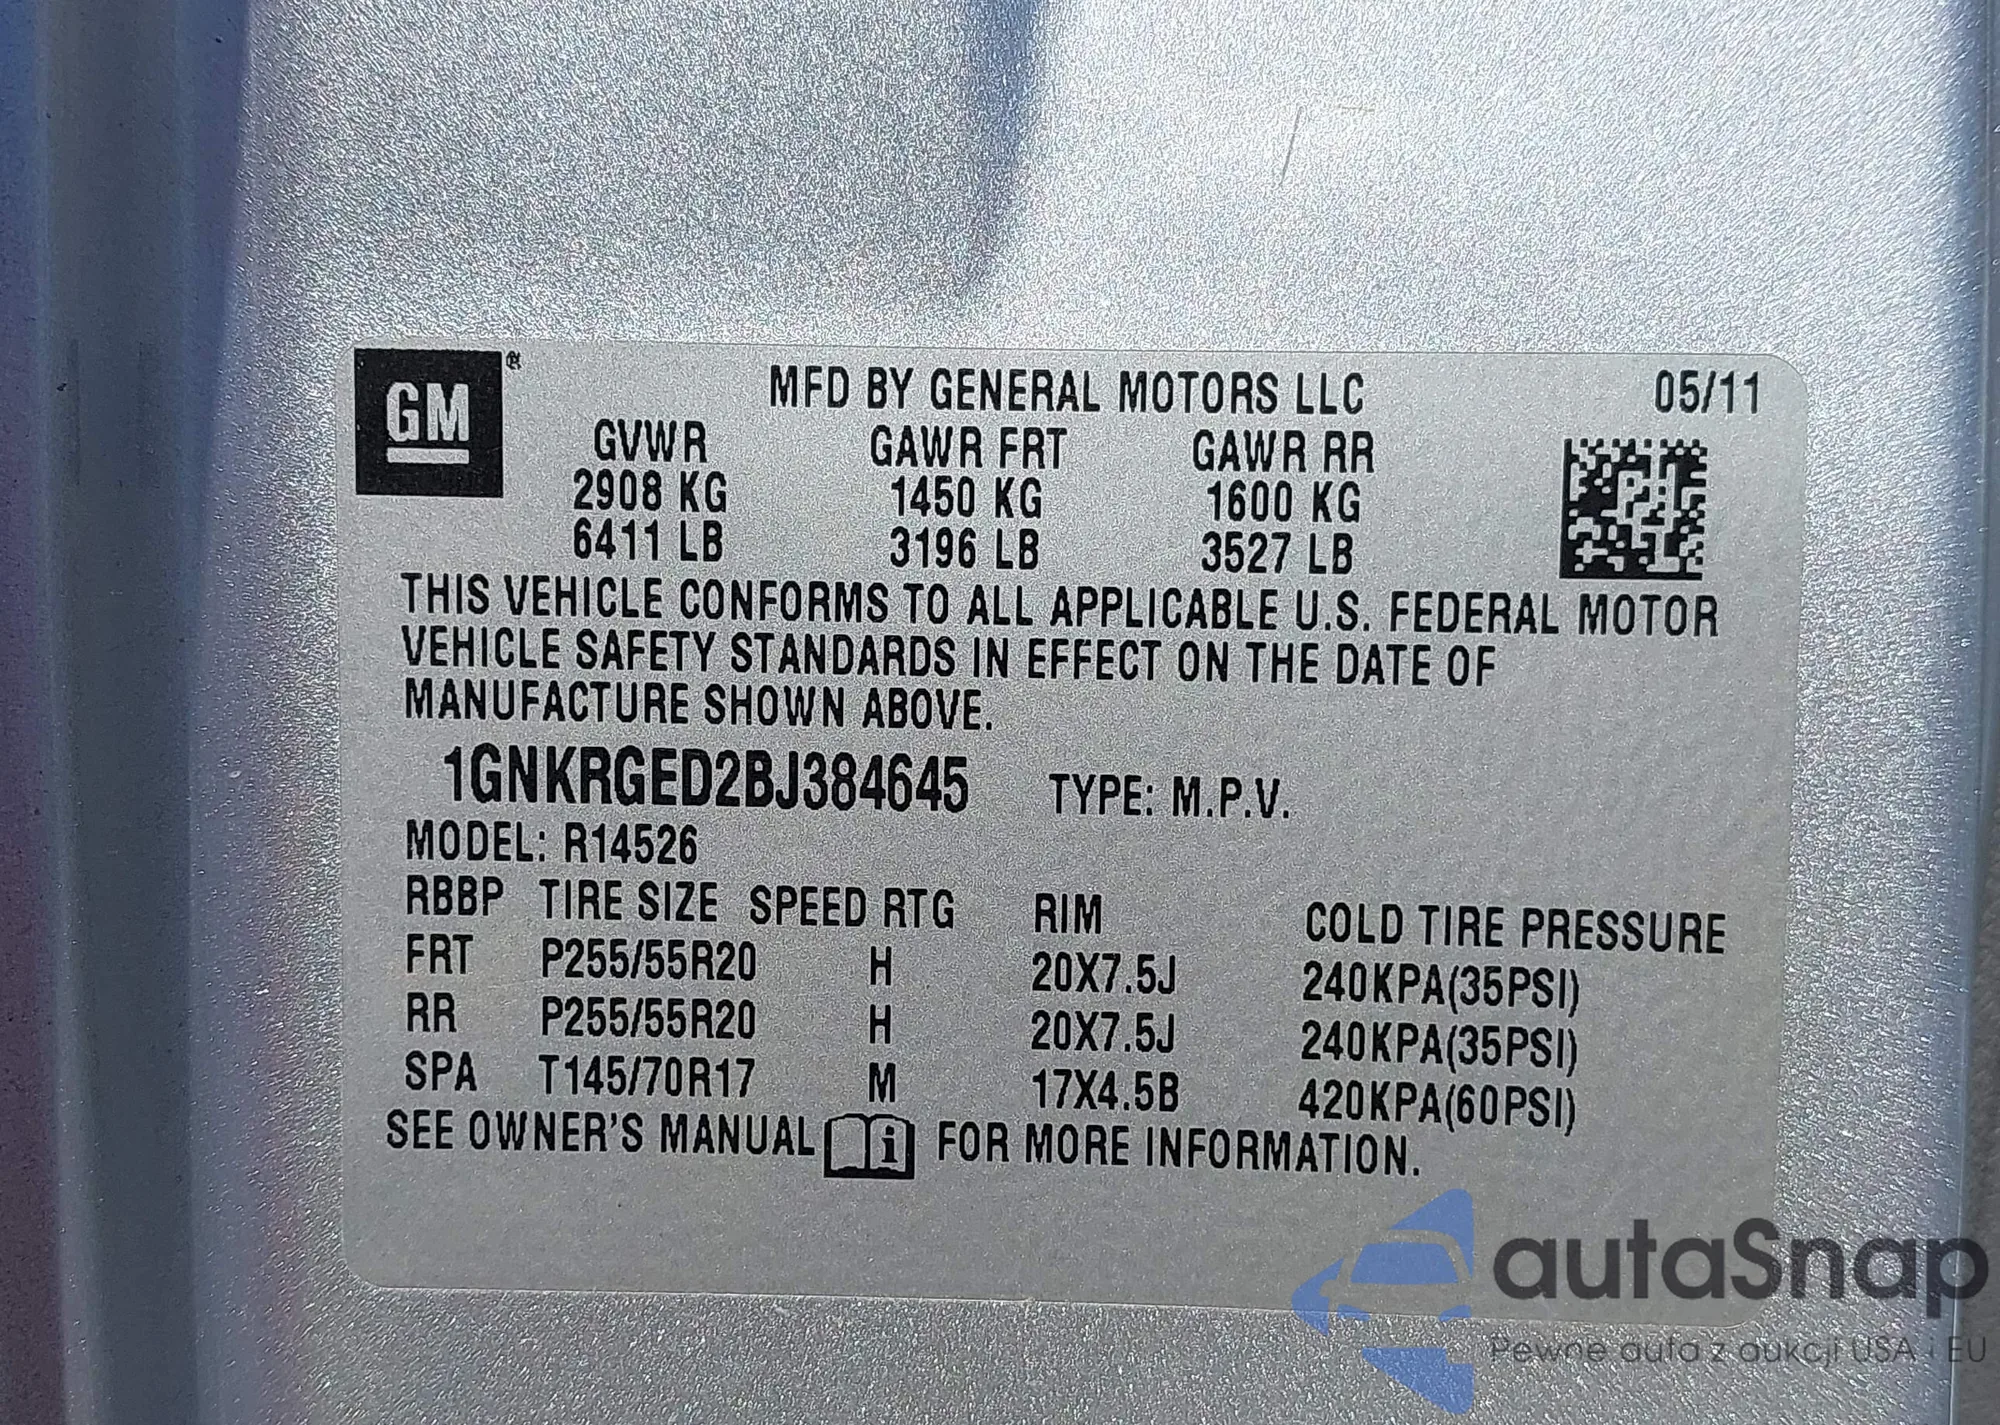 GM®
MFD BY GENERAL MOTORS LLC 05/11
GVWR GAWR FRT GAWR RR
2908 KG 1450 KG 1600 KG
6411 LB 3196 LB 3527 LB
THIS VEHICLE CONFORMS TO ALL APPLICABLE U.S. FEDERAL MOTOR
VEHICLE SAFETY STANDARDS IN EFFECT ON THE DATE OF
MANUFACTURE SHOWN ABOVE.
1GNKRGED2BJ384645 TYPE: M.P.V.
MODEL: R14526
RBBP TIRE SIZE SPEED RTG RIM COLD TIRE PRESSURE
FRT P255/55R20 H 20X7.5J 240KPA(35PSI)
RR P255/55R20 H 20X7.5J 240KPA(35PSI)
SPA T145/70R17 M 17X4.5B 420KPA(60PSI)
SEE OWNER'S MANUAL i FOR MORE INFORMATION.
autaSnap
Pewne auta z aukcji USA i EU